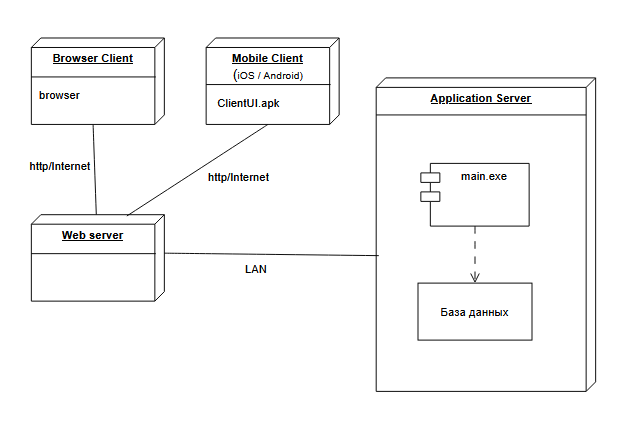 Browser Client
browser
Mobile Client
(iOS / Android)
ClientUI.apk
Application Server
main.exe
http/Internet
http/Internet
Web server
LAN
База данных